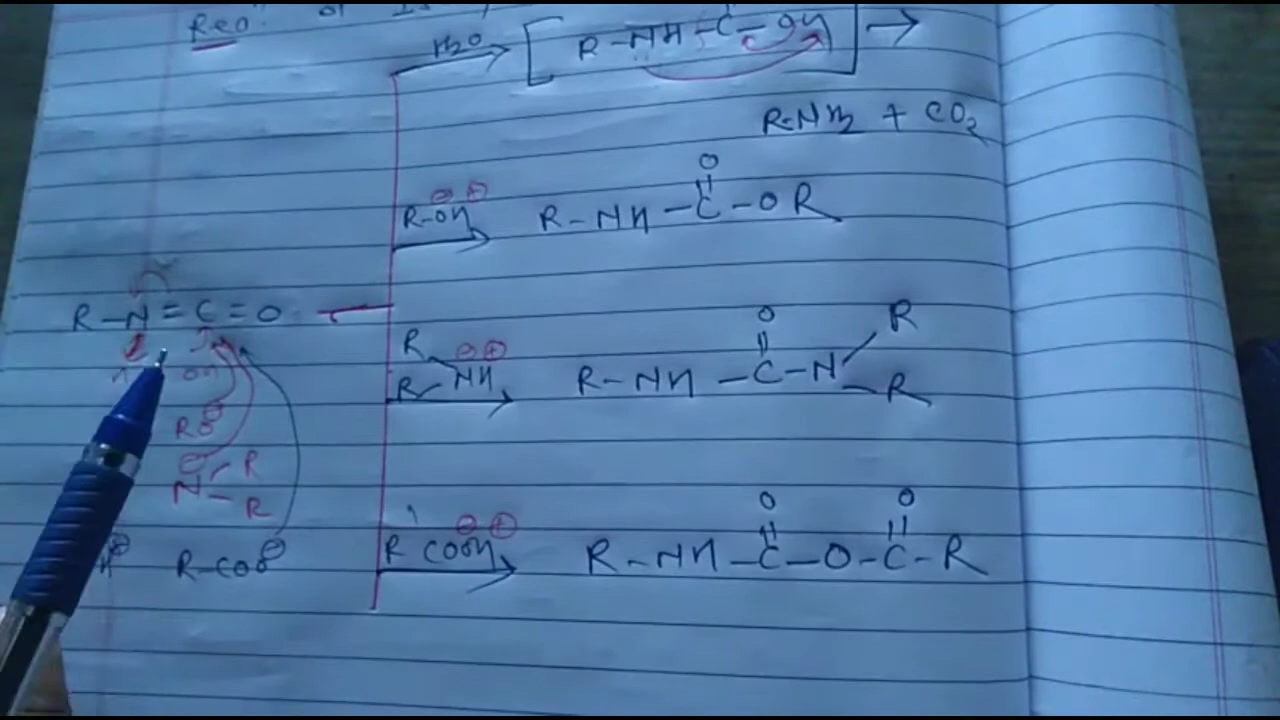 Rea
H2O
[ R-NH-C-OH ] →
R-NH2 + CO2
R-OH ⊖ ⊕
O
R-NH-C-OR
R-N=C=O
R
R NH ⊖ ⊕
O R
R-NH-C-N
R
OH
RO⊖
⊖ R
N
R
H⊕ R-COO⊖
R COOH ⊖ ⊕
O O
R-NH-C-O-C-R